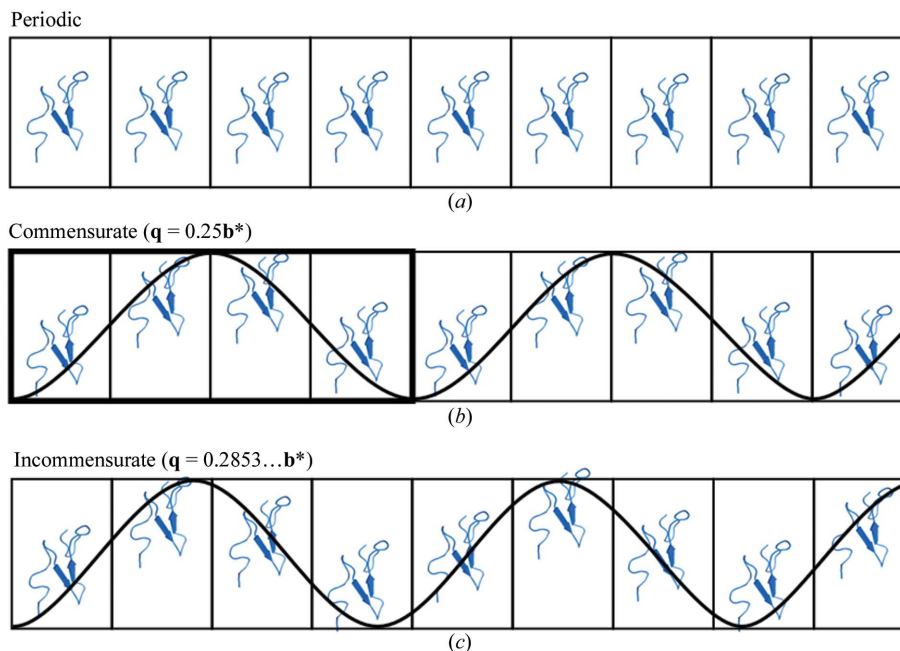 Periodic
(a)
Commensurate (q = 0.25b*)
(b)
Incommensurate (q = 0.2853…b*)
(c)